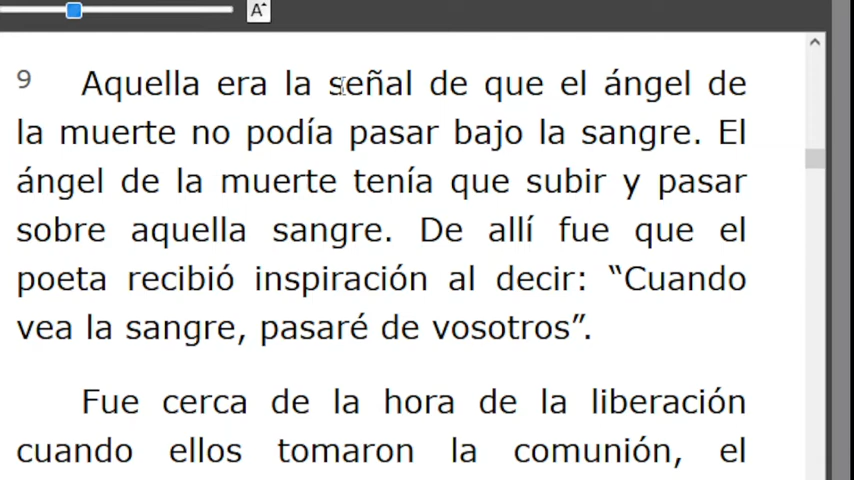 A
9 Aquella era la señal de que el ángel de
la muerte no podía pasar bajo la sangre. El
ángel de la muerte tenía que subir y pasar
sobre aquella sangre. De allí fue que el
poeta recibió inspiración al decir: “Cuando
vea la sangre, pasaré de vosotros”.
Fue cerca de la hora de la liberación
cuando ellos tomaron la comunión, el